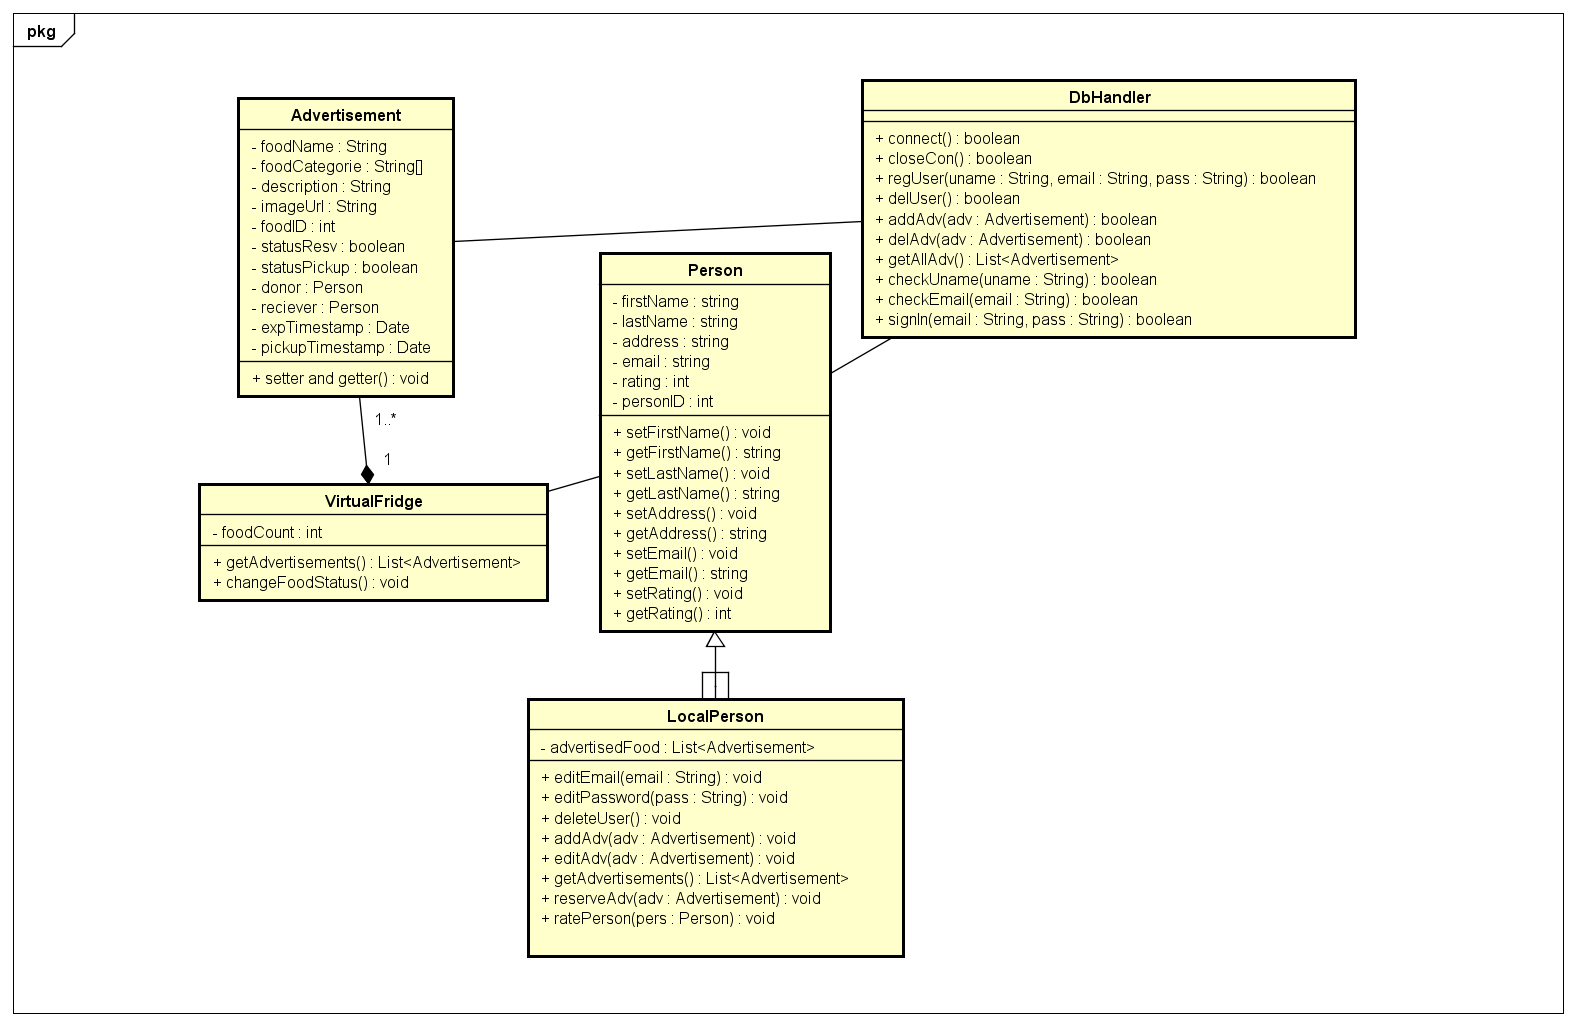 pkg
Advertisement
- foodName : String
- foodCategorie : String[]
- description : String
- imageUrl : String
- foodID : int
- statusResv : boolean
- statusPickup : boolean
- donor : Person
- reciever : Person
- expTimestamp : Date
- pickupTimestamp : Date
+ setter and getter() : void
DbHandler
+ connect() : boolean
+ closeCon() : boolean
+ regUser(uname : String, email : String, pass : String) : boolean
+ delUser() : boolean
+ addAdv(adv : Advertisement) : boolean
+ delAdv(adv : Advertisement) : boolean
+ getAllAdv() : List<Advertisement>
+ checkUname(uname : String) : boolean
+ checkEmail(email : String) : boolean
+ signIn(email : String, pass : String) : boolean
Person
- firstName : string
- lastName : string
- address : string
- email : string
- rating : int
- personID : int
+ setFirstName() : void
+ getFirstName() : string
+ setLastName() : void
+ getLastName() : string
+ setAddress() : void
+ getAddress() : string
+ setEmail() : void
+ getEmail() : string
+ setRating() : void
+ getRating() : int
1..*
1
VirtualFridge
- foodCount : int
+ getAdvertisements() : List<Advertisement>
+ changeFoodStatus() : void
LocalPerson
- advertisedFood : List<Advertisement>
+ editEmail(email : String) : void
+ editPassword(pass : String) : void
+ deleteUser() : void
+ addAdv(adv : Advertisement) : void
+ editAdv(adv : Advertisement) : void
+ getAdvertisements() : List<Advertisement>
+ reserveAdv(adv : Advertisement) : void
+ ratePerson(pers : Person) : void